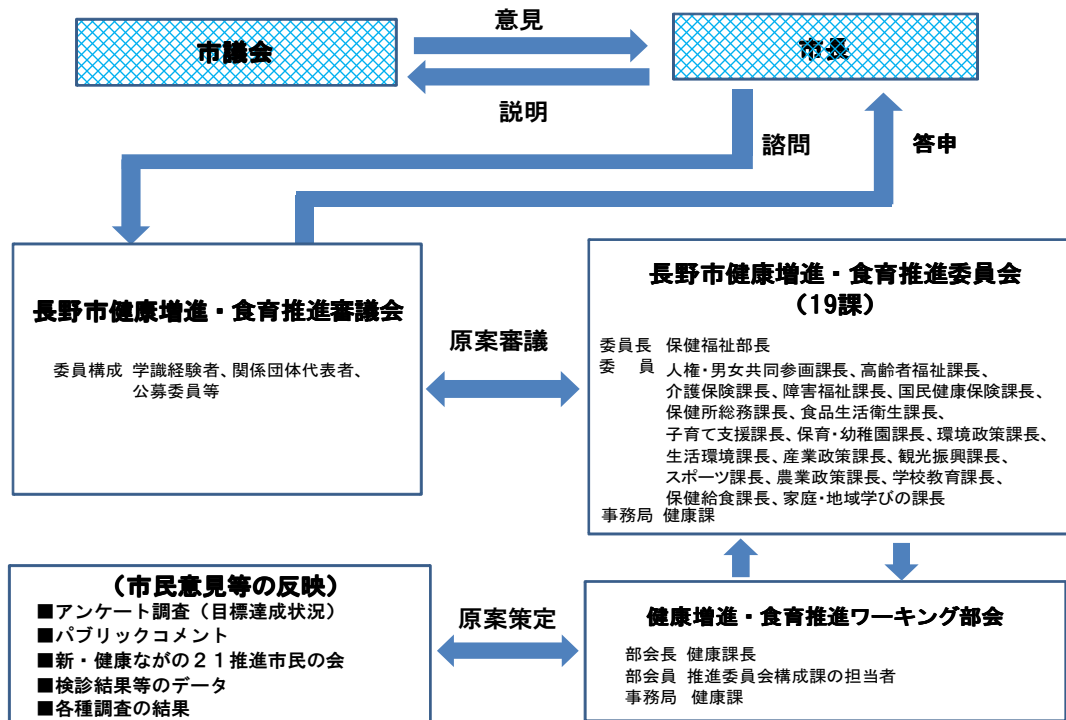 市議会
意見
市長
説明
諮問
答申
長野市健康増進・食育推進審議会
委員構成 学識経験者、関係団体代表者、
公募委員等
原案審議
長野市健康増進・食育推進委員会
（19課）
委員長 保健福祉部長
委　員 人権・男女共同参画課長、高齢者福祉課長、
介護保険課長、障害福祉課長、国民健康保険課長、
保健所総務課長、食品生活衛生課長、
子育て支援課長、保育・幼稚園課長、環境政策課長、
生活環境課長、産業政策課長、観光振興課長、
スポーツ課長、農業政策課長、学校教育課長、
保健給食課長、家庭・地域学びの課長
事務局 健康課
（市民意見等の反映）
■アンケート調査（目標達成状況）
■パブリックコメント
■新・健康ながの２１推進市民の会
■検診結果等のデータ
■各種調査の結果
原案策定
健康増進・食育推進ワーキング部会
部会長 健康課長
部会員 推進委員会構成課の担当者
事務局 健康課